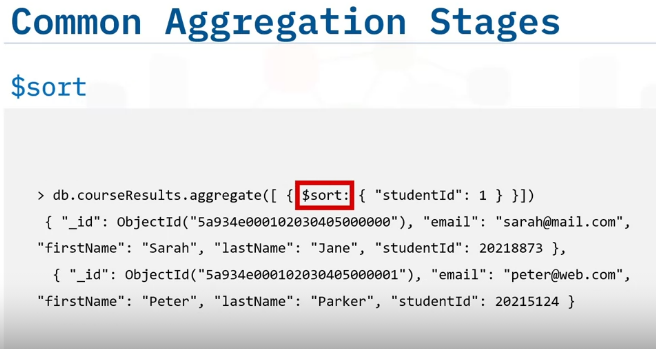 Common Aggregation Stages
$sort
> db.courseResults.aggregate([ { $sort: { "studentId": 1 } }])
{ "_id": ObjectId("5a934e000102030405000000"), "email": "sarah@mail.com",
"firstName": "Sarah", "lastName": "Jane", "studentId": 20218873 },
{ "_id": ObjectId("5a934e000102030405000001"), "email": "peter@web.com",
"firstName": "Peter", "lastName": "Parker", "studentId": 20215124 }